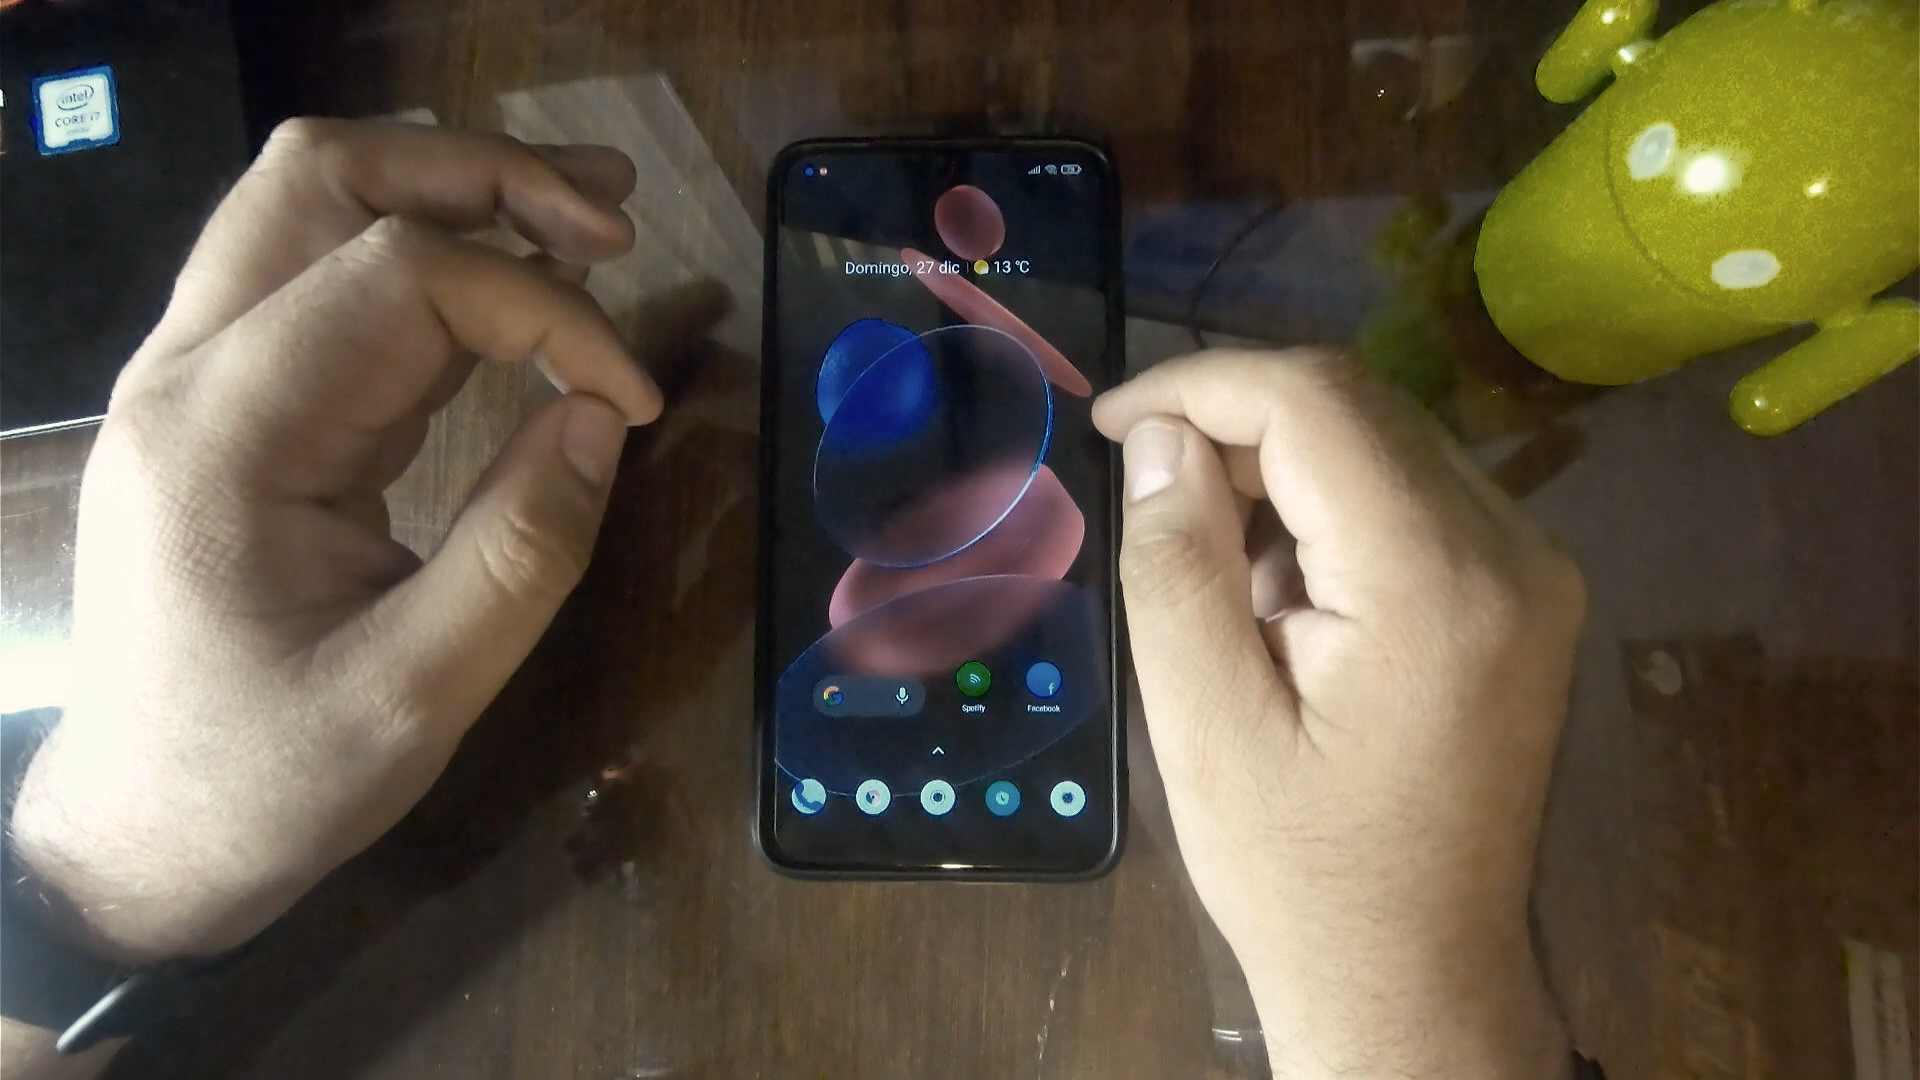 intel
CORE i7
Domingo, 27 dic | 13 °C
Spotify
Facebook